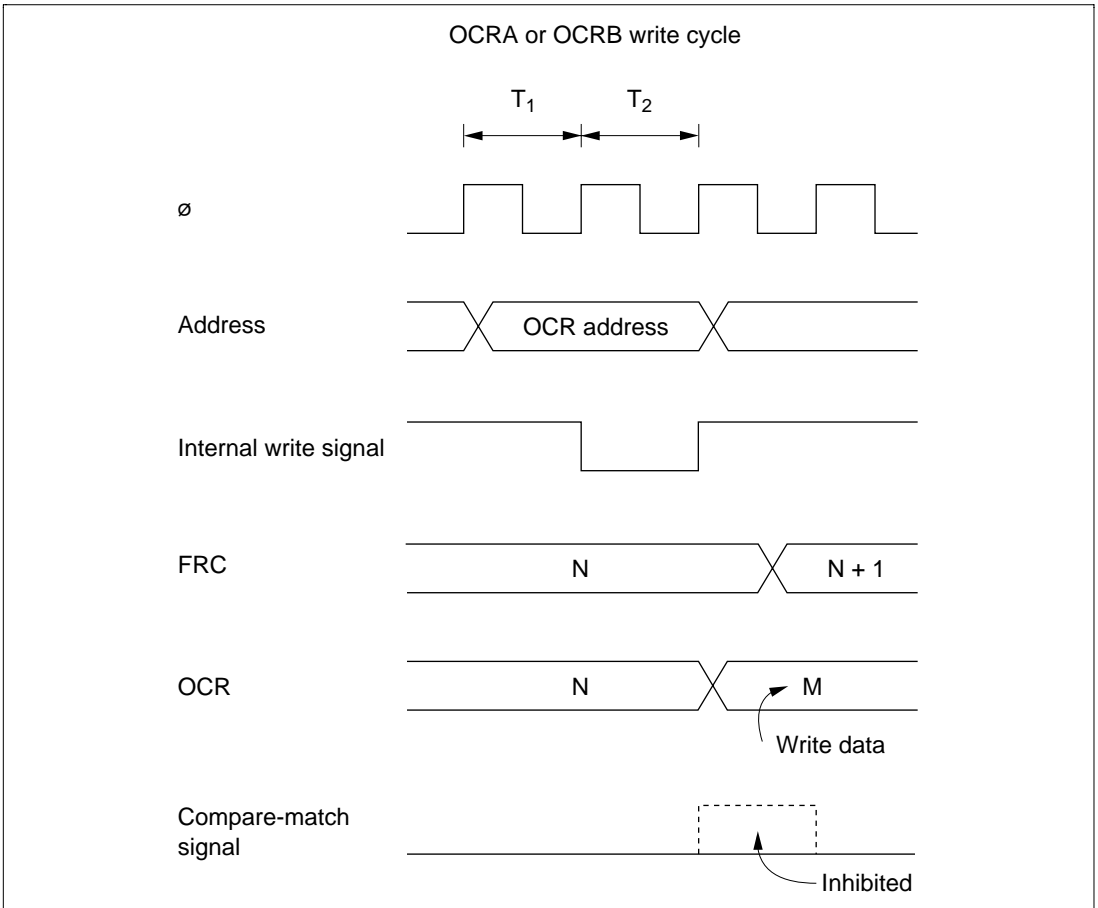 OCRA or OCRB write cycle
T1 T2
ø
Address OCR address
Internal write signal
FRC N N + 1
OCR N M
Write data
Compare-match
signal
Inhibited